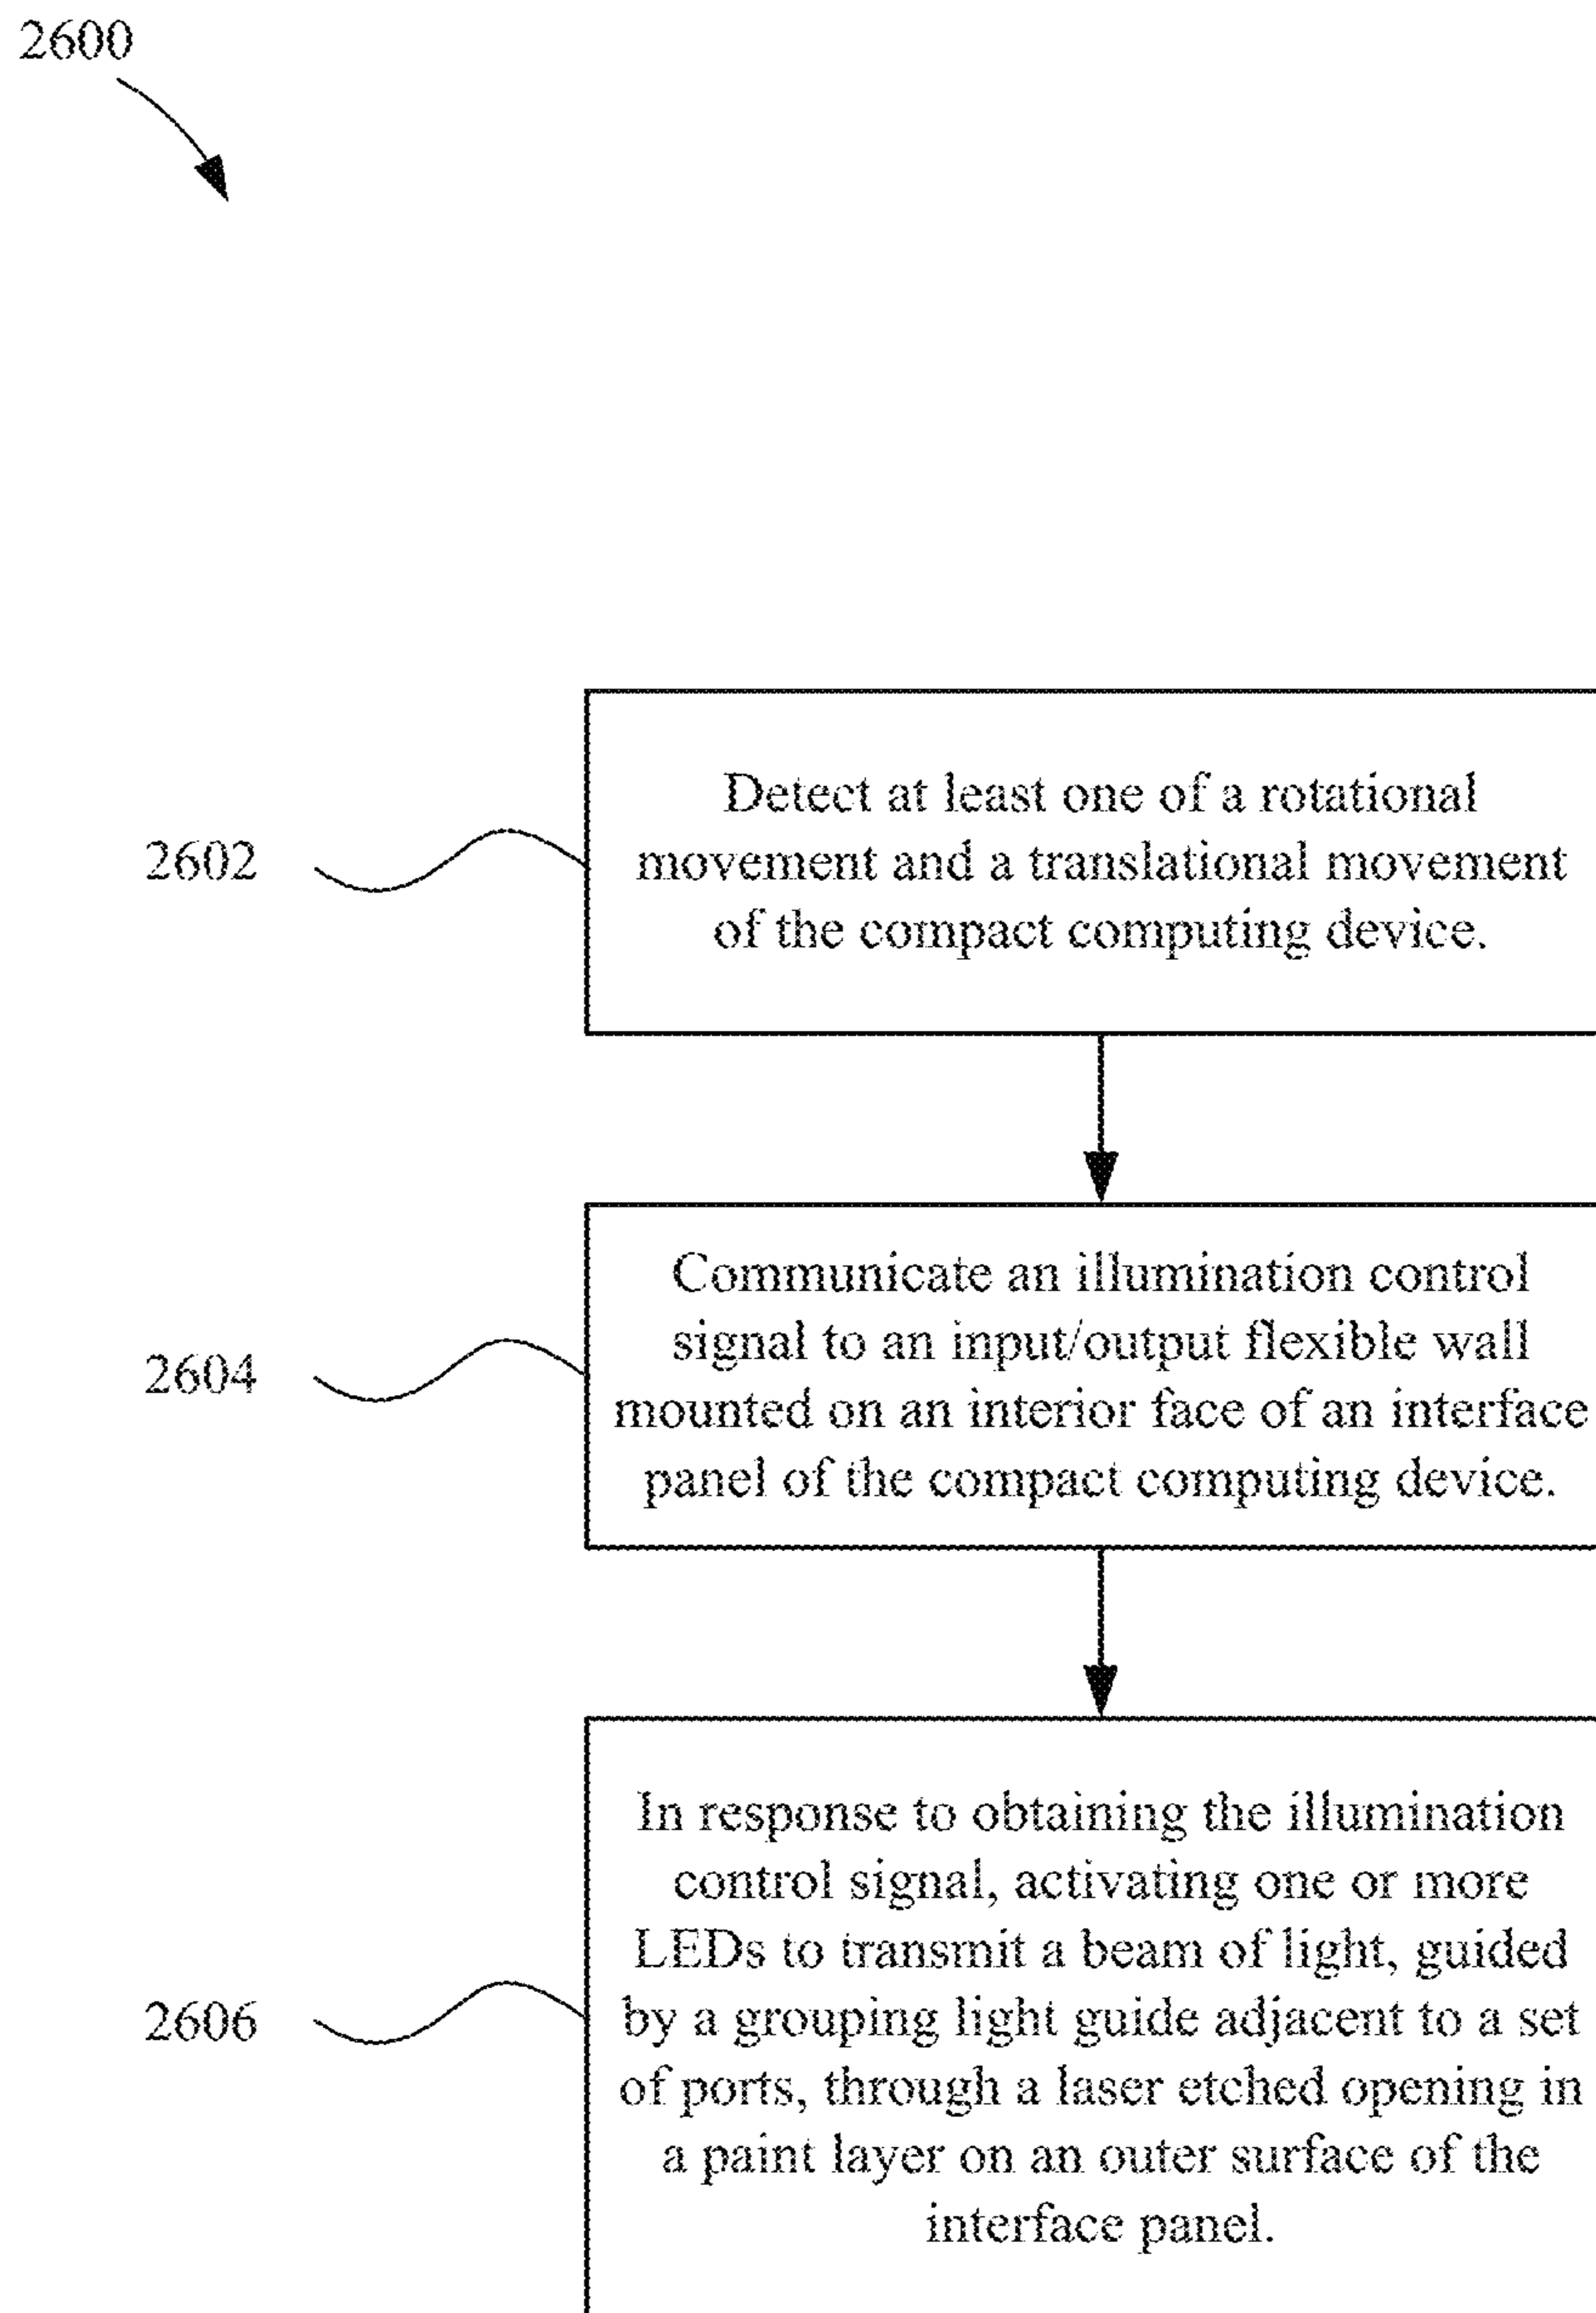 2600
2602
Detect at least one of a rotational
movement and a translational movement
of the compact computing device.
2604
Communicate an illumination control
signal to an input/output flexible wall
mounted on an interior face of an interface
panel of the compact computing device.
2606
In response to obtaining the illumination
control signal, activating one or more
LEDs to transmit a beam of light, guided
by a grouping light guide adjacent to a set
of ports, through a laser etched opening in
a paint layer on an outer surface of the
interface panel.